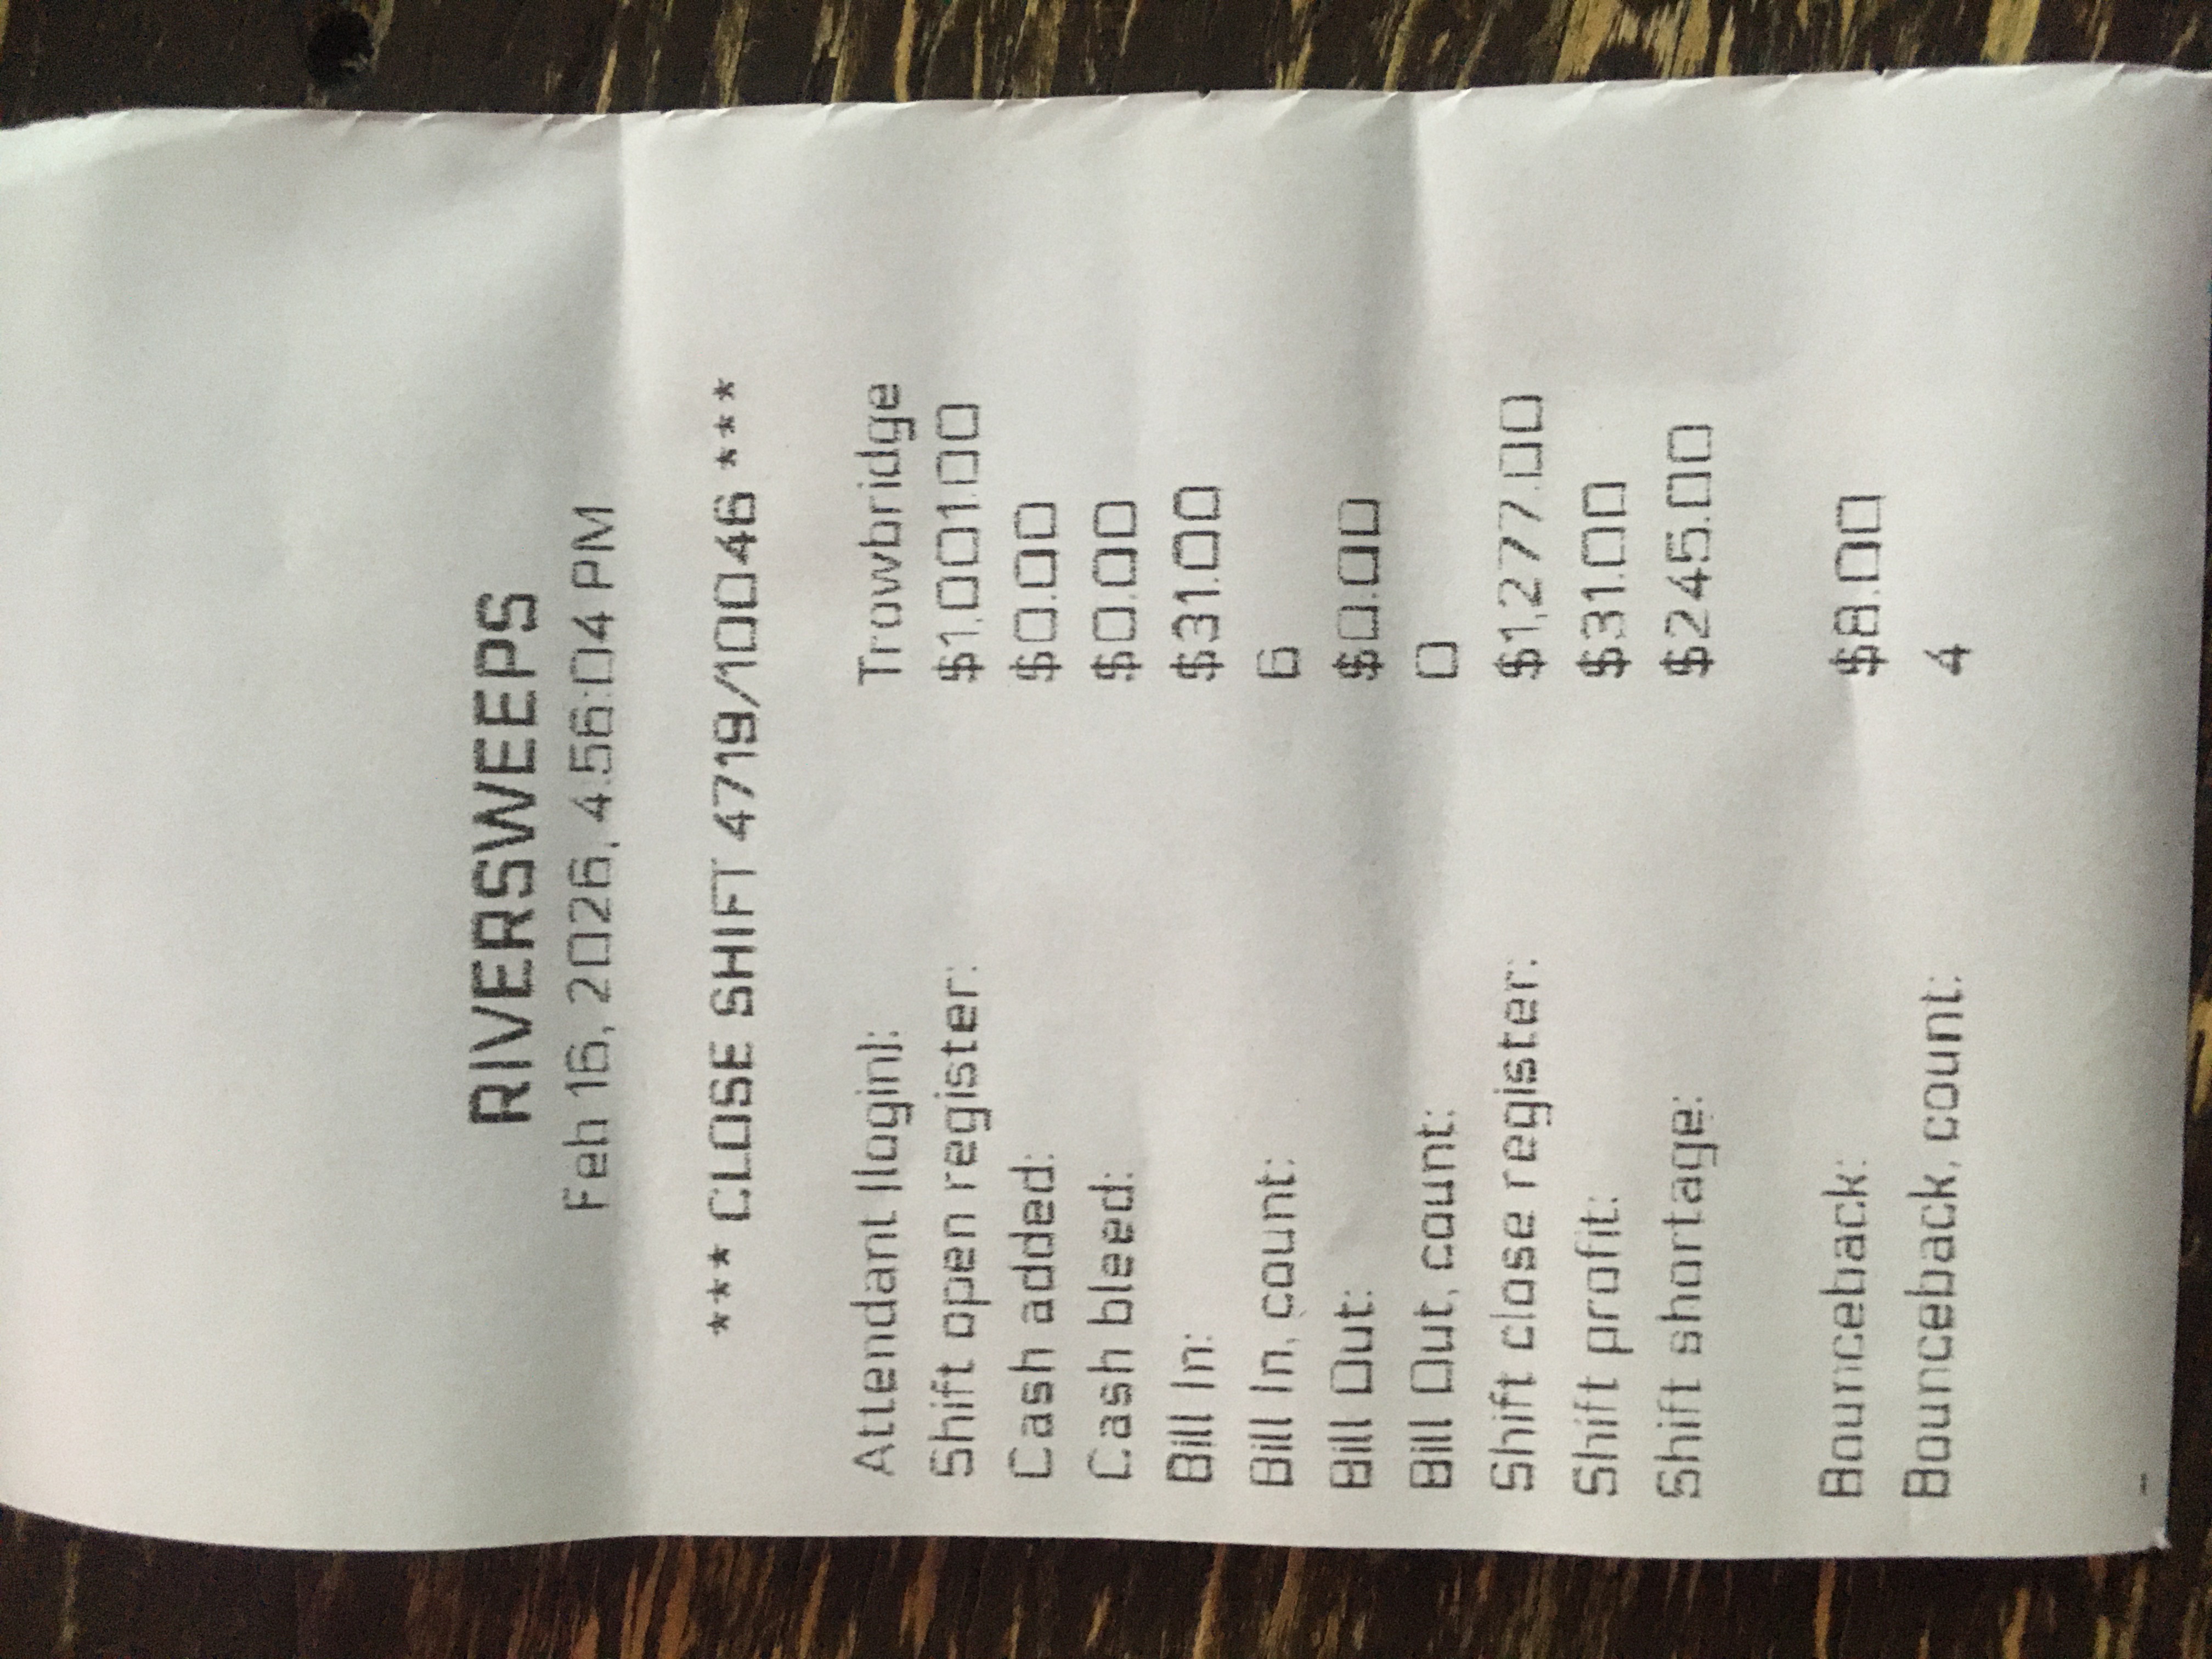 RIVERSWEEPS
Feb 16, 2026, 4:56:04 PM
*** CLOSE SHIFT 4719/10046 ***
Attendant (login): Trowbridge
Shift open register: $1,001.00
Cash added: $0.00
Cash bleed: $0.00
Bill In: $31.00
Bill In, count: 6
Bill Out: $0.00
Bill Out, count: 0
Shift close register: $1,277.00
Shift profit: $31.00
Shift shortage: $245.00
Bounceback: $8.00
Bounceback, count: 4